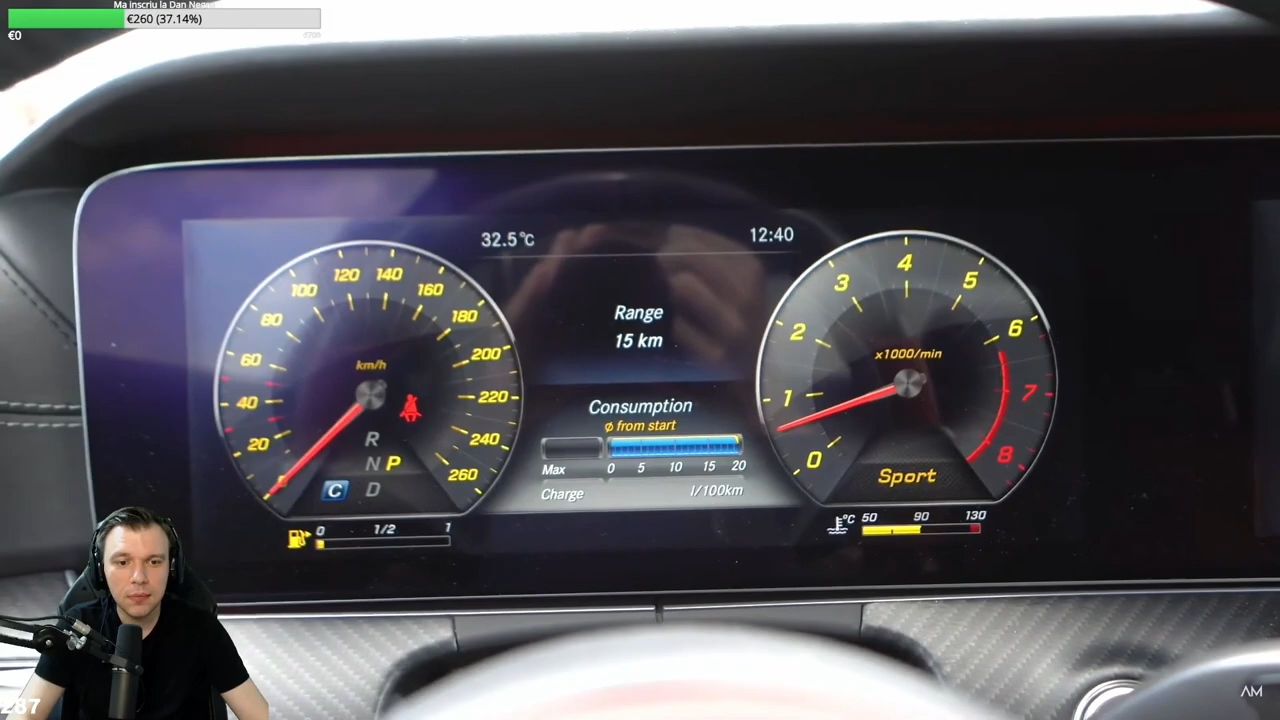 Ma inscriu la Dan Nega
€260 (37.14%)
€0
32.5°C
12:40
20
40
60
80
100
120
140
160
180
200
220
240
260
km/h
R
N P
C D
0 1/2 1
Range
15 km
Consumption
ø from start
Max 0 5 10 15 20
Charge l/100km
0
1
2
3
4
5
6
7
8
x1000/min
Sport
°C 50 90 130
287
AM